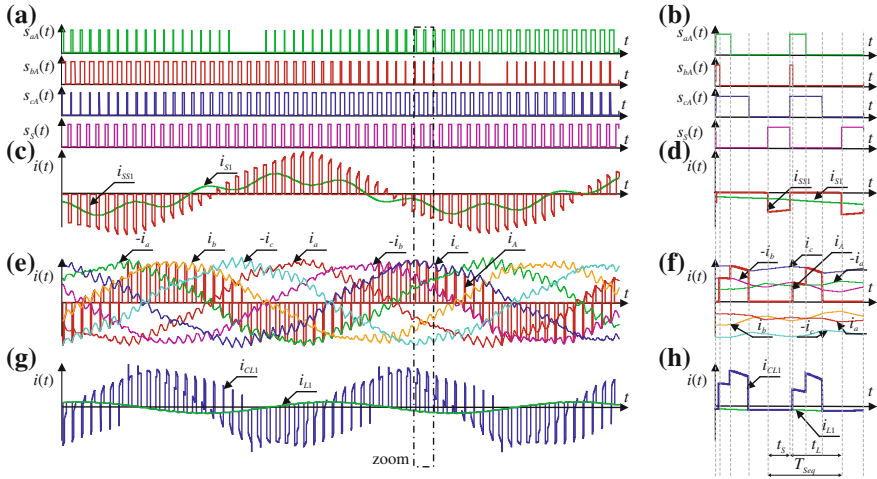 (a)
s_aA(t)
t
s_bA(t)
t
s_cA(t)
t
s_S(t)
t
(c)
i(t)
i_SS1
i_S1
t
(e)
i(t)
-i_a
i_b
-i_c
i_a
-i_b
i_c
i_A
t
(g)
i(t)
i_CL1
i_L1
t
zoom
(b)
s_aA(t)
t
s_bA(t)
t
s_cA(t)
t
s_S(t)
t
(d)
i(t)
i_SS1
i_S1
t
(f)
i(t)
-i_b
i_c
i_A
-i_a
t
i_b
-i_c
i_a
(h)
i(t)
i_CL1
t
i_L1
t_S
t_L
T_Seq